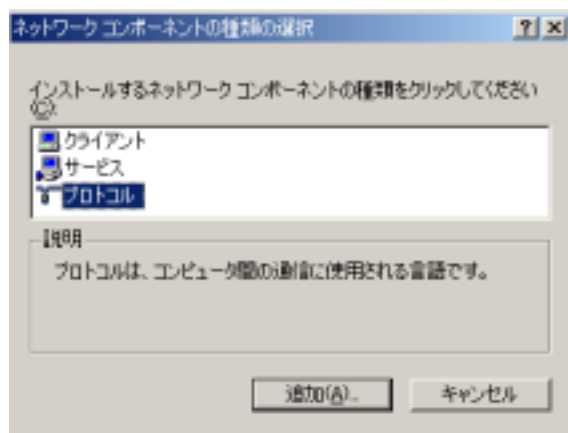 ネットワーク コンポーネントの種類の選択
インストールするネットワーク コンポーネントの種類をクリックしてください
(C):
クライアント
サービス
プロトコル
説明
プロトコルは、コンピュータ間の通信に使用される言語です。
追加(A)...
キャンセル